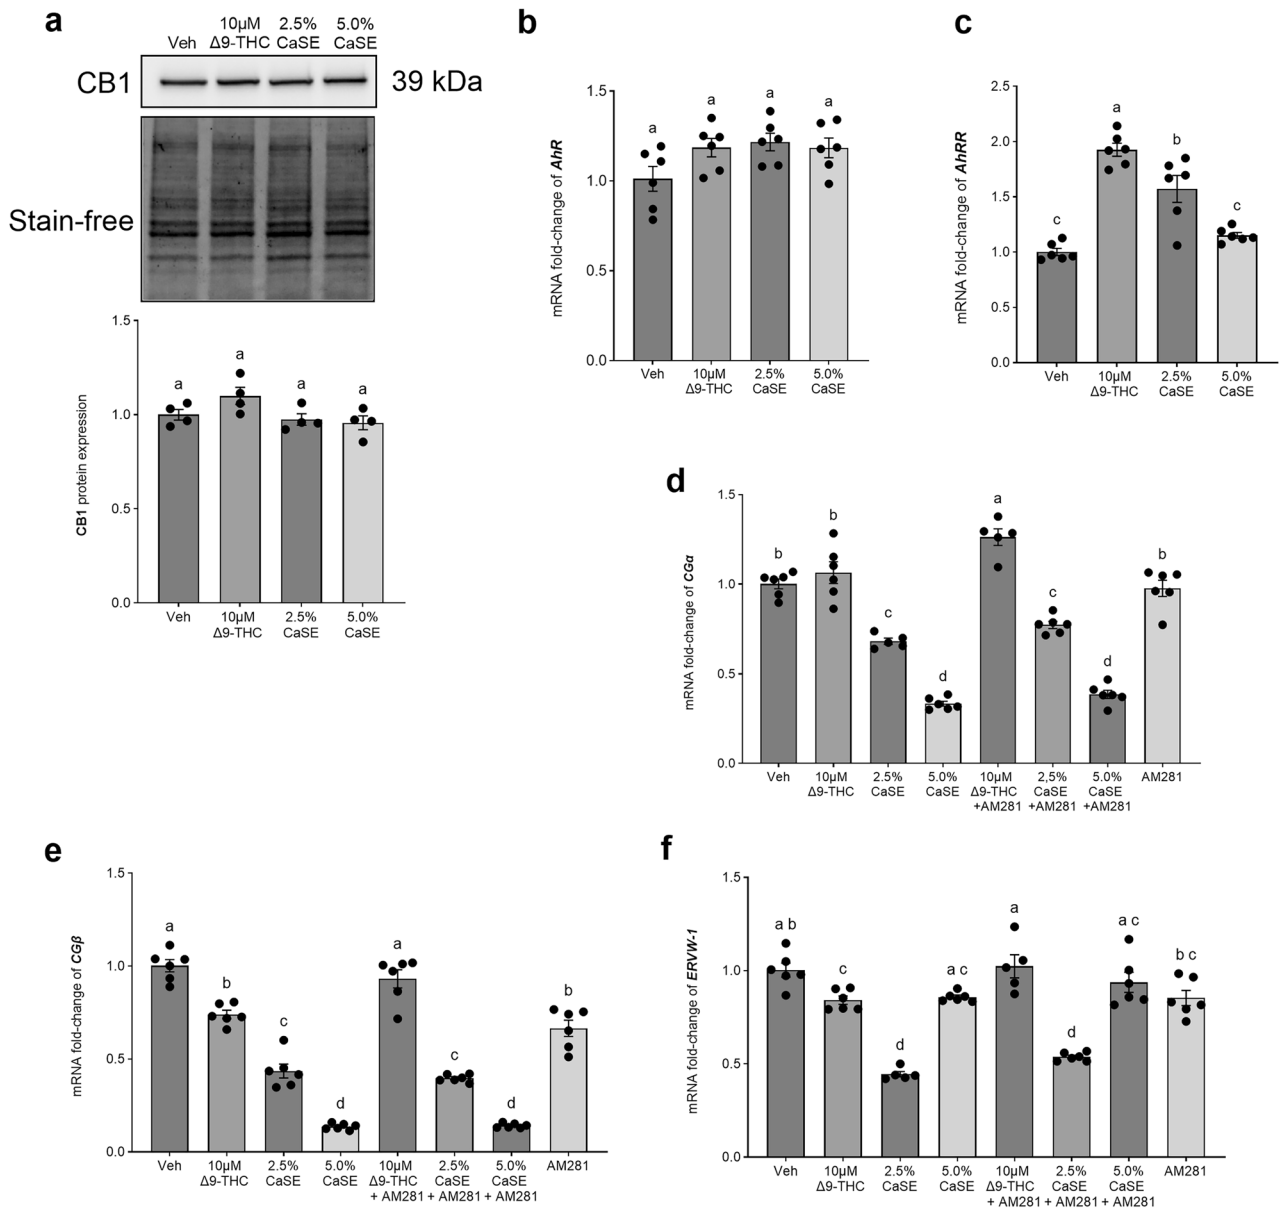 a
Veh
10µM
Δ9-THC
2.5%
CaSE
5.0%
CaSE
CB1
39 kDa
Stain-free
CB1 protein expression
1.5
1.0
0.5
0.0
a
a
a
a
Veh
10µM
Δ9-THC
2.5%
CaSE
5.0%
CaSE
b
mRNA fold-change of AhR
1.5
1.0
0.5
0.0
a
a
a
a
Veh
10µM
Δ9-THC
2.5%
CaSE
5.0%
CaSE
c
mRNA fold-change of AhRR
2.5
2.0
1.5
1.0
0.5
0.0
c
a
b
c
Veh
10µM
Δ9-THC
2.5%
CaSE
5.0%
CaSE
d
mRNA fold-change of CGα
1.5
1.0
0.5
0.0
b
b
c
d
a
c
d
b
Veh
10µM
Δ9-THC
2.5%
CaSE
5.0%
CaSE
10µM
Δ9-THC
+AM281
2,5%
CaSE
+AM281
5.0%
CaSE
+AM281
AM281
e
mRNA fold-change of CGβ
1.5
1.0
0.5
0.0
a
b
c
d
a
c
d
b
Veh
10µM
Δ9-THC
2.5%
CaSE
5.0%
CaSE
10µM
Δ9-THC
+ AM281
2.5%
CaSE
+ AM281
5.0%
CaSE
+ AM281
AM281
f
mRNA fold-change of ERVW-1
1.5
1.0
0.5
0.0
a b
c
d
a c
a
d
a c
b c
Veh
10µM
Δ9-THC
2.5%
CaSE
5.0%
CaSE
10µM
Δ9-THC
+ AM281
2.5%
CaSE
+ AM281
5.0%
CaSE
+ AM281
AM281